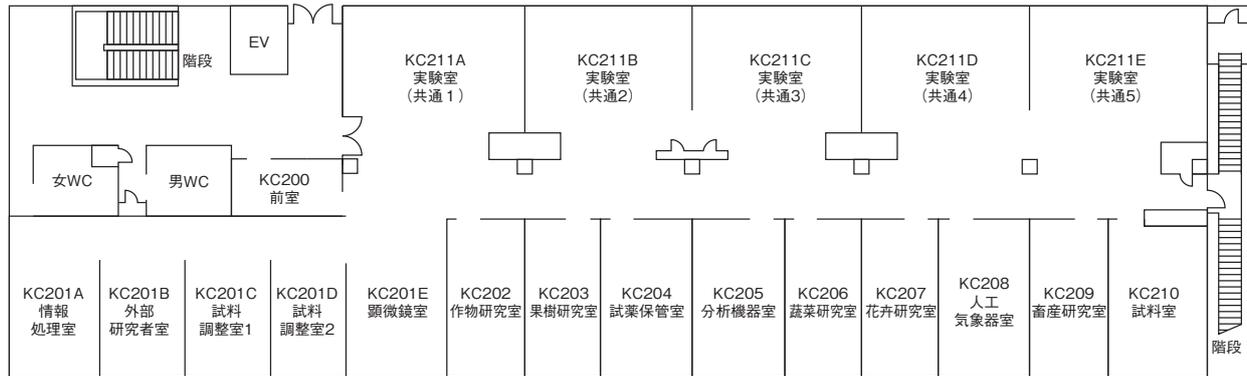 階段
EV
KC211A
実験室
（共通１）
KC211B
実験室
（共通2）
KC211C
実験室
（共通3）
KC211D
実験室
（共通4）
KC211E
実験室
（共通5）
女WC
男WC
KC200
前室
KC201A
情報
処理室
KC201B
外部
研究者室
KC201C
試料
調整室1
KC201D
試料
調整室2
KC201E
顕微鏡室
KC202
作物研究室
KC203
果樹研究室
KC204
試薬保管室
KC205
分析機器室
KC206
蔬菜研究室
KC207
花卉研究室
KC208
人工
気象器室
KC209
畜産研究室
KC210
試料室
階段